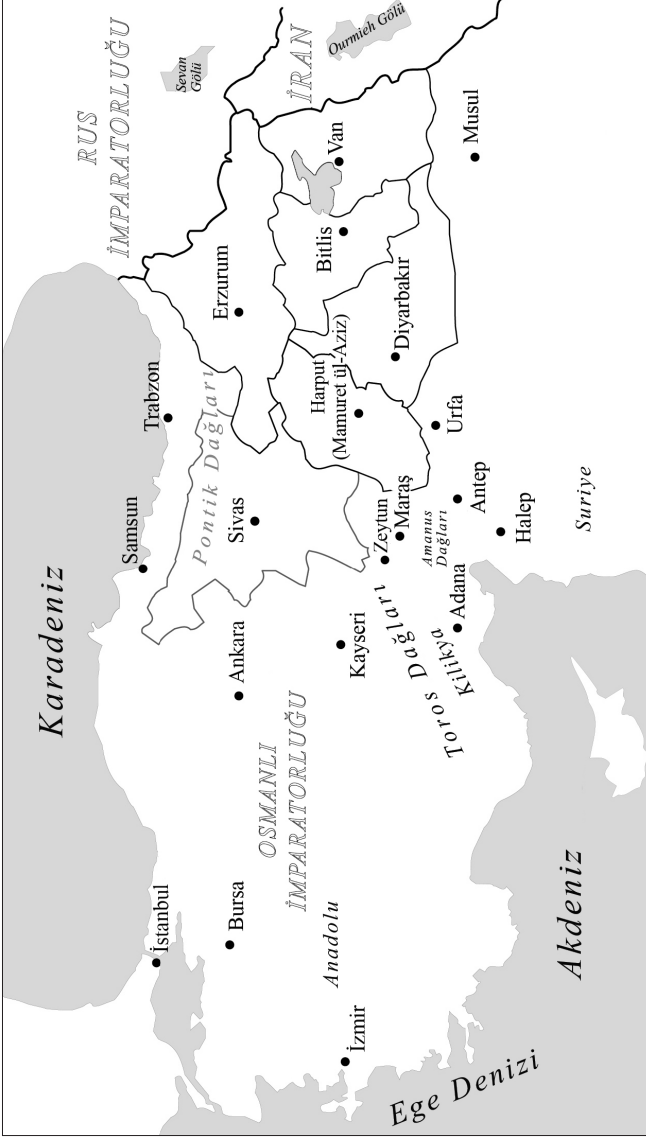 Karadeniz
RUS
İMPARATORLUĞU
Sevan
Gölü
İRAN
Ourmieh Gölü
Samsun
Trabzon
Pontik Dağları
Erzurum
İstanbul
Bursa
Ankara
Sivas
OSMANLI
İMPARATORLUĞU
Anadolu
İzmir
Kayseri
Harput
(Mamuret ül-Aziz)
Bitlis
Van
Diyarbakır
Musul
Zeytun
Maraş
Toros Dağları
Kilikya
Amanus
Dağları
Adana
Antep
Urfa
Halep
Suriye
Ege Denizi
Akdeniz